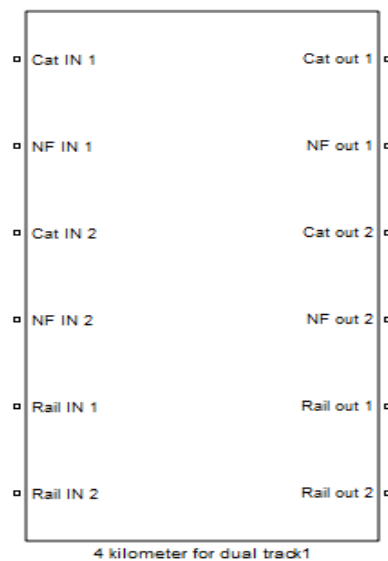 Cat IN 1 Cat out 1
NF IN 1 NF out 1
Cat IN 2 Cat out 2
NF IN 2 NF out 2
Rail IN 1 Rail out 1
Rail IN 2 Rail out 2
4 kilometer for dual track1